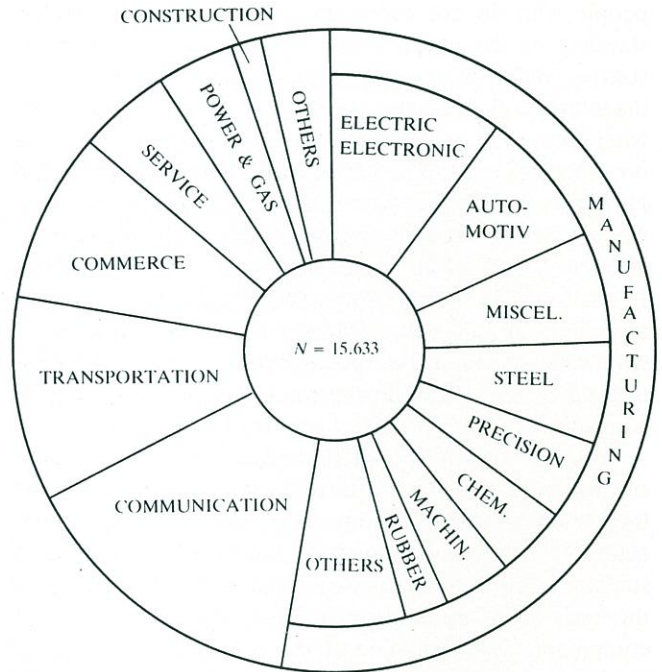 CONSTRUCTION
OTHERS
POWER & GAS
SERVICE
COMMERCE
TRANSPORTATION
COMMUNICATION
ELECTRIC
ELECTRONIC
AUTO-
MOTIV
MISCEL.
STEEL
PRECISION
CHEM.
MACHIN.
RUBBER
OTHERS
MANUFACTURING
N = 15.633